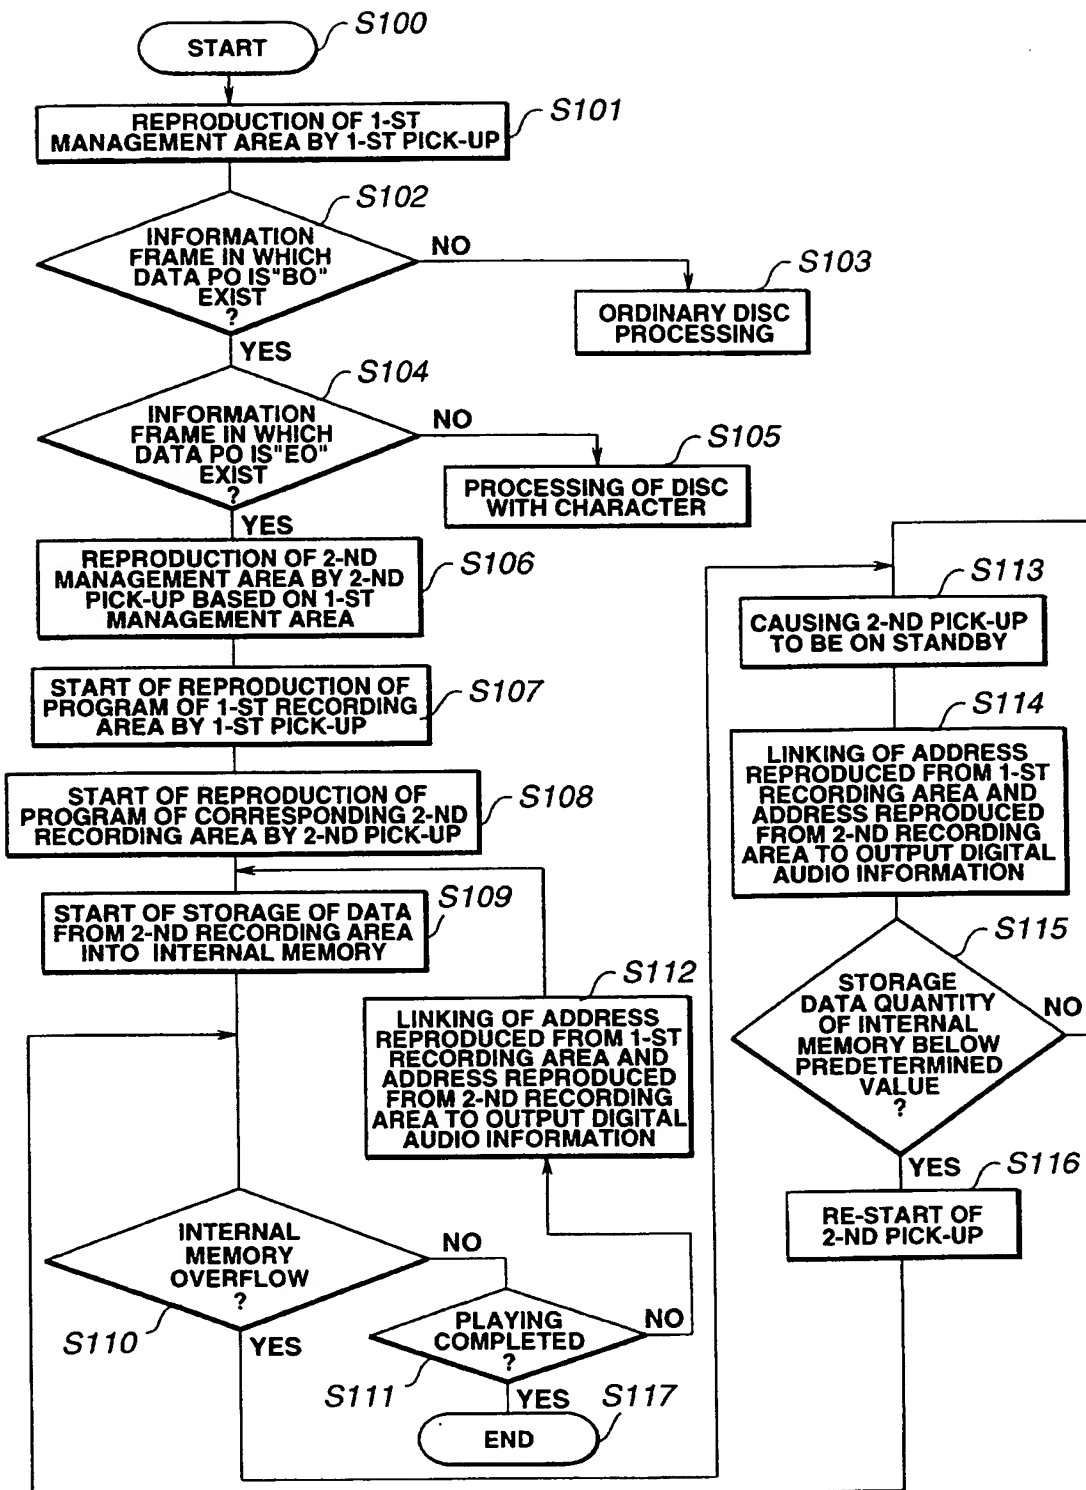 S100
START
S101
REPRODUCTION OF 1-ST
MANAGEMENT AREA BY 1-ST PICK-UP
S102
INFORMATION
FRAME IN WHICH
DATA PO IS"BO"
EXIST
?
NO
YES
S103
ORDINARY DISC
PROCESSING
S104
INFORMATION
FRAME IN WHICH
DATA PO IS"EO"
EXIST
?
NO
YES
S105
PROCESSING OF DISC
WITH CHARACTER
S106
REPRODUCTION OF 2-ND
MANAGEMENT AREA BY 2-ND
PICK-UP BASED ON 1-ST
MANAGEMENT AREA
S107
START OF REPRODUCTION OF
PROGRAM OF 1-ST RECORDING
AREA BY 1-ST PICK-UP
S108
START OF REPRODUCTION OF
PROGRAM OF CORRESPONDING 2-ND
RECORDING AREA BY 2-ND PICK-UP
S109
START OF STORAGE OF DATA
FROM 2-ND RECORDING AREA
INTO INTERNAL MEMORY
S110
INTERNAL
MEMORY
OVERFLOW
?
NO
YES
S111
PLAYING
COMPLETED
?
NO
YES
S112
LINKING OF ADDRESS
REPRODUCED FROM 1-ST
RECORDING AREA AND
ADDRESS REPRODUCED
FROM 2-ND RECORDING
AREA TO OUTPUT DIGITAL
AUDIO INFORMATION
S117
END
S113
CAUSING 2-ND PICK-UP
TO BE ON STANDBY
S114
LINKING OF ADDRESS
REPRODUCED FROM 1-ST
RECORDING AREA AND
ADDRESS REPRODUCED
FROM 2-ND RECORDING
AREA TO OUTPUT DIGITAL
AUDIO INFORMATION
S115
STORAGE
DATA QUANTITY
OF INTERNAL
MEMORY BELOW
PREDETERMINED
VALUE
?
NO
YES
S116
RE-START OF
2-ND PICK-UP